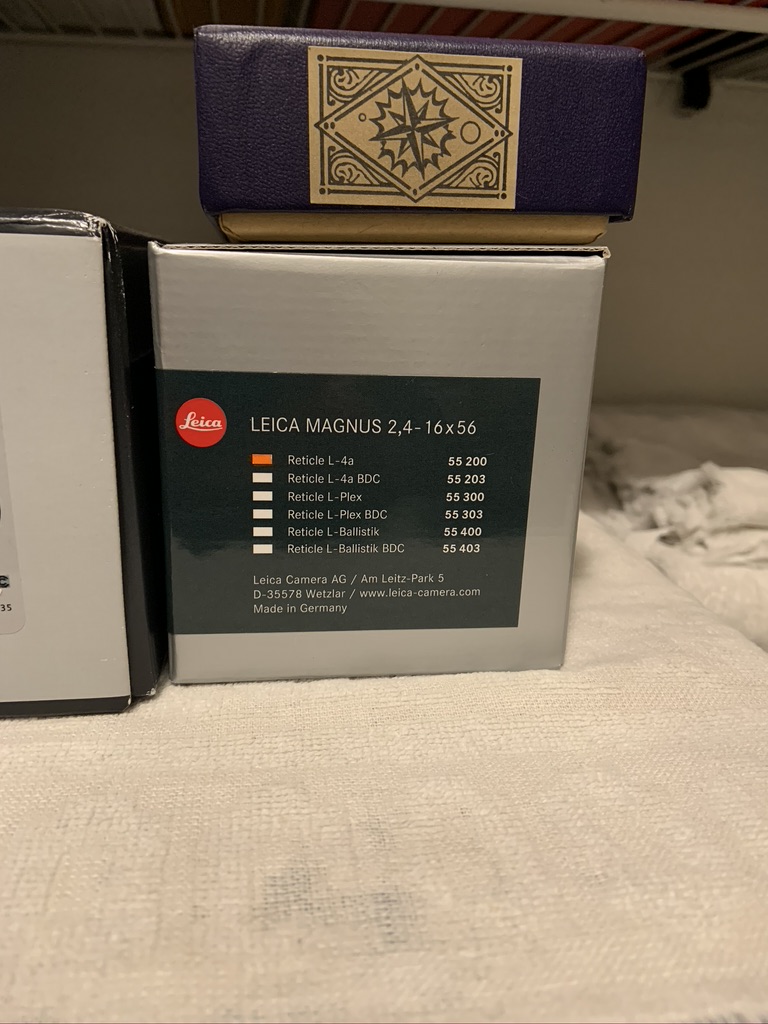 Leica
LEICA MAGNUS 2,4-16x56
Reticle L-4a 55 200
Reticle L-4a BDC 55 203
Reticle L-Plex 55 300
Reticle L-Plex BDC 55 303
Reticle L-Ballistik 55 400
Reticle L-Ballistik BDC 55 403
Leica Camera AG / Am Leitz-Park 5
D-35578 Wetzlar / www.leica-camera.com
Made in Germany
35